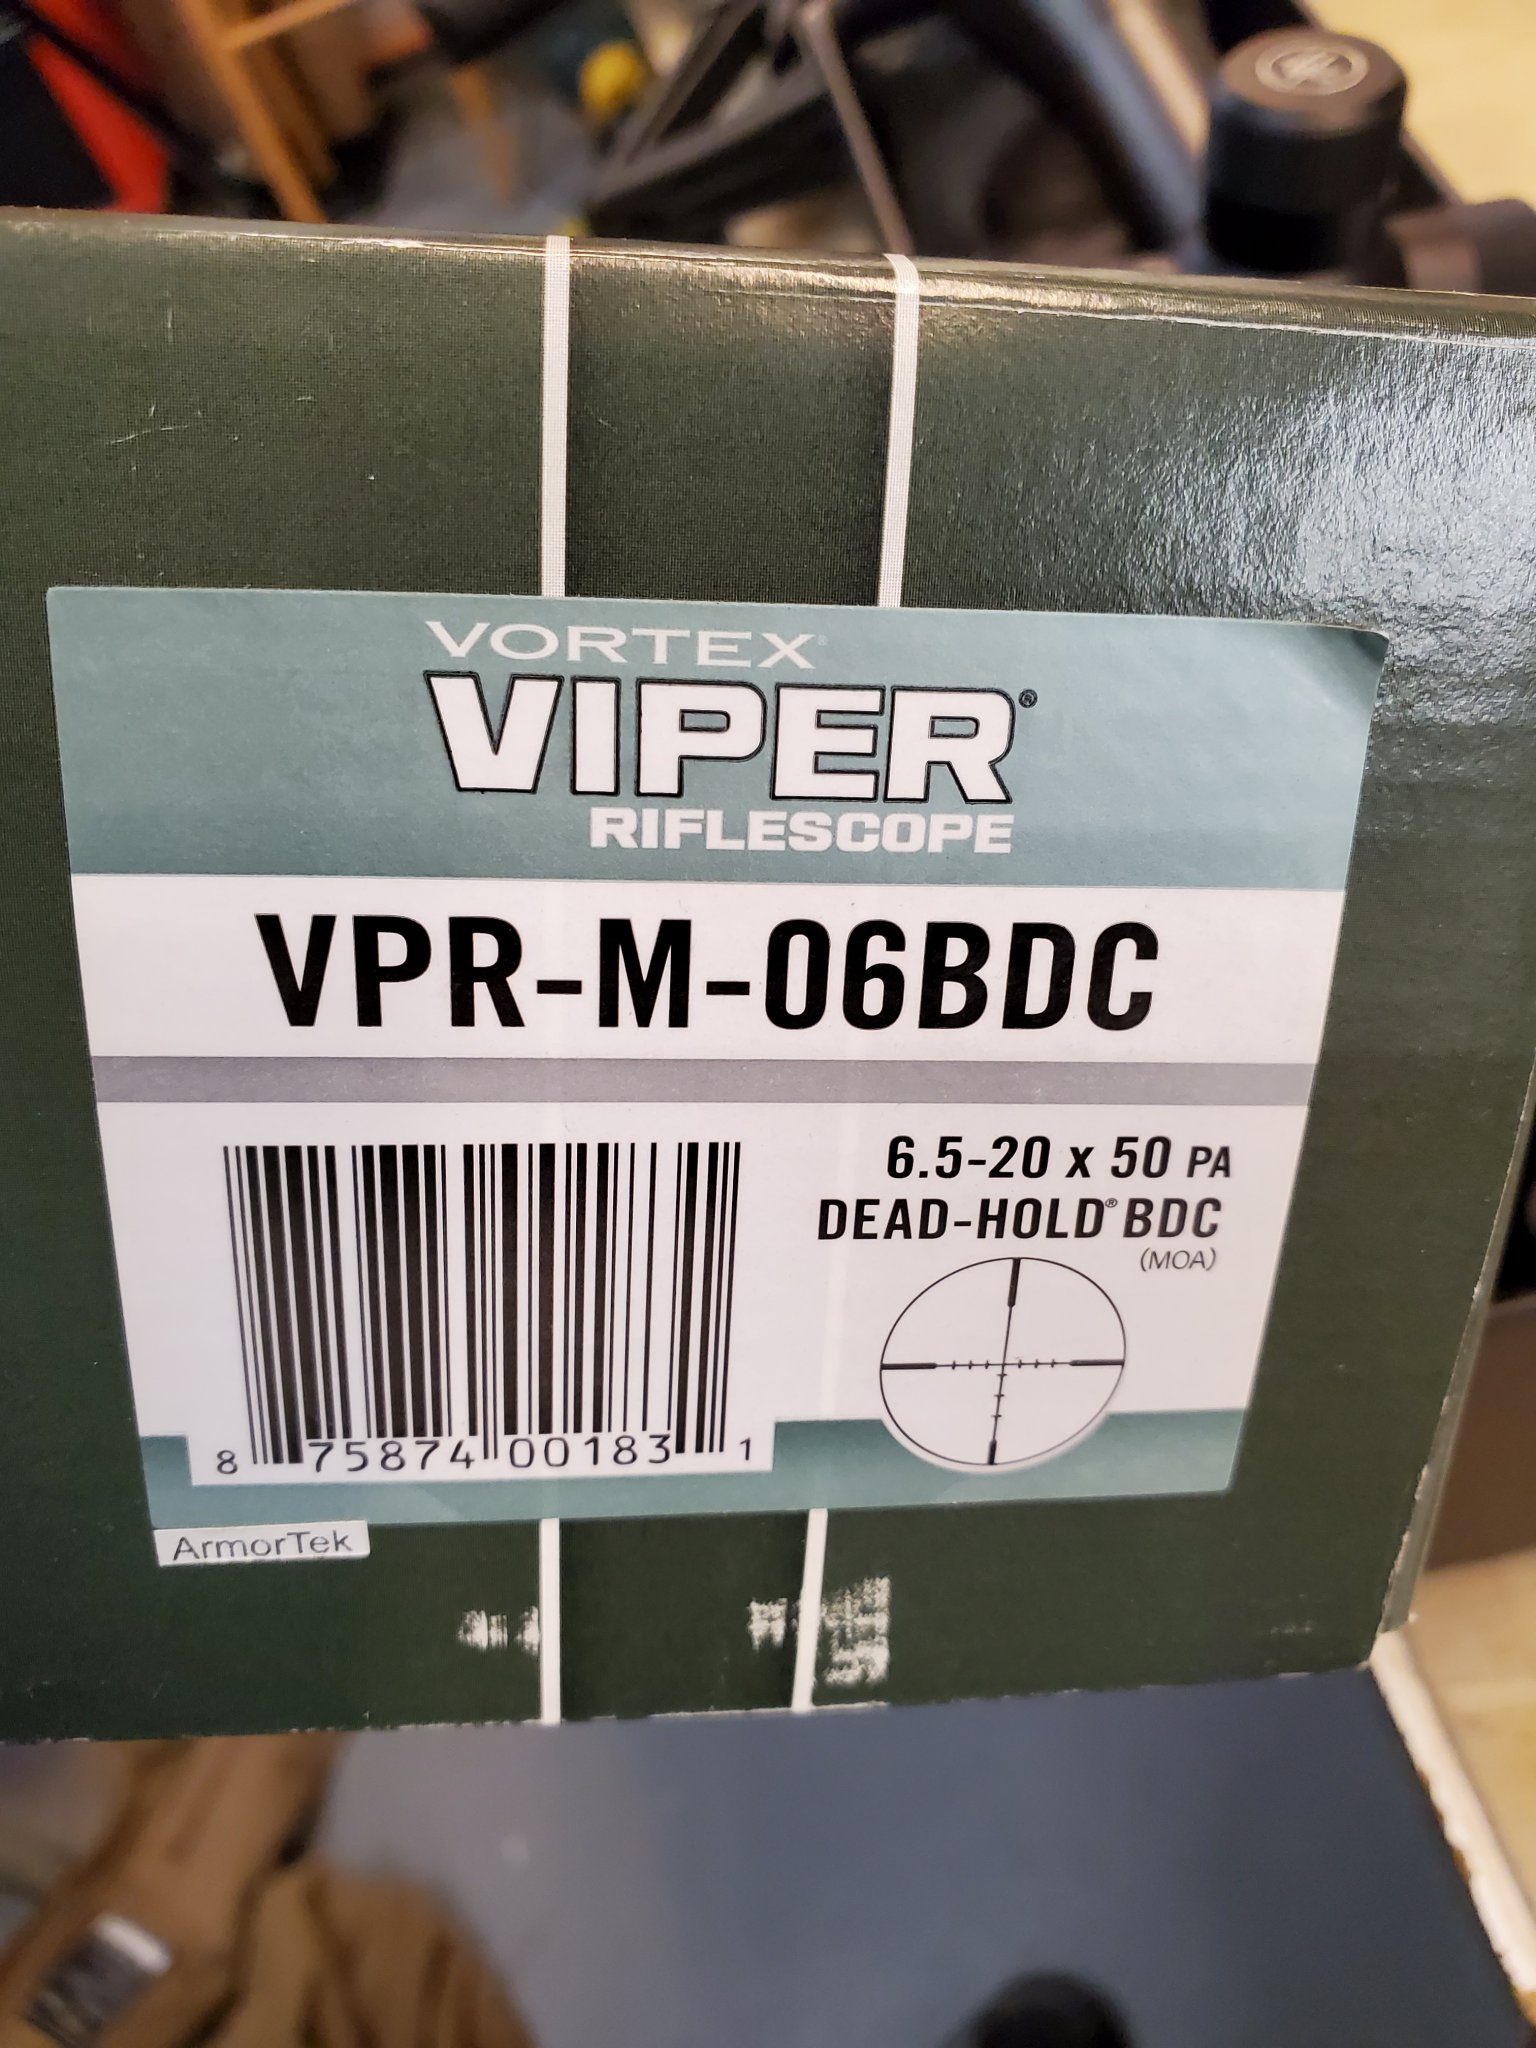 VORTEX®
VIPER®
RIFLESCOPE
VPR-M-06BDC
6.5-20 x 50 PA
DEAD-HOLD® BDC
(MOA)
8 75874 00183 1
ArmorTek